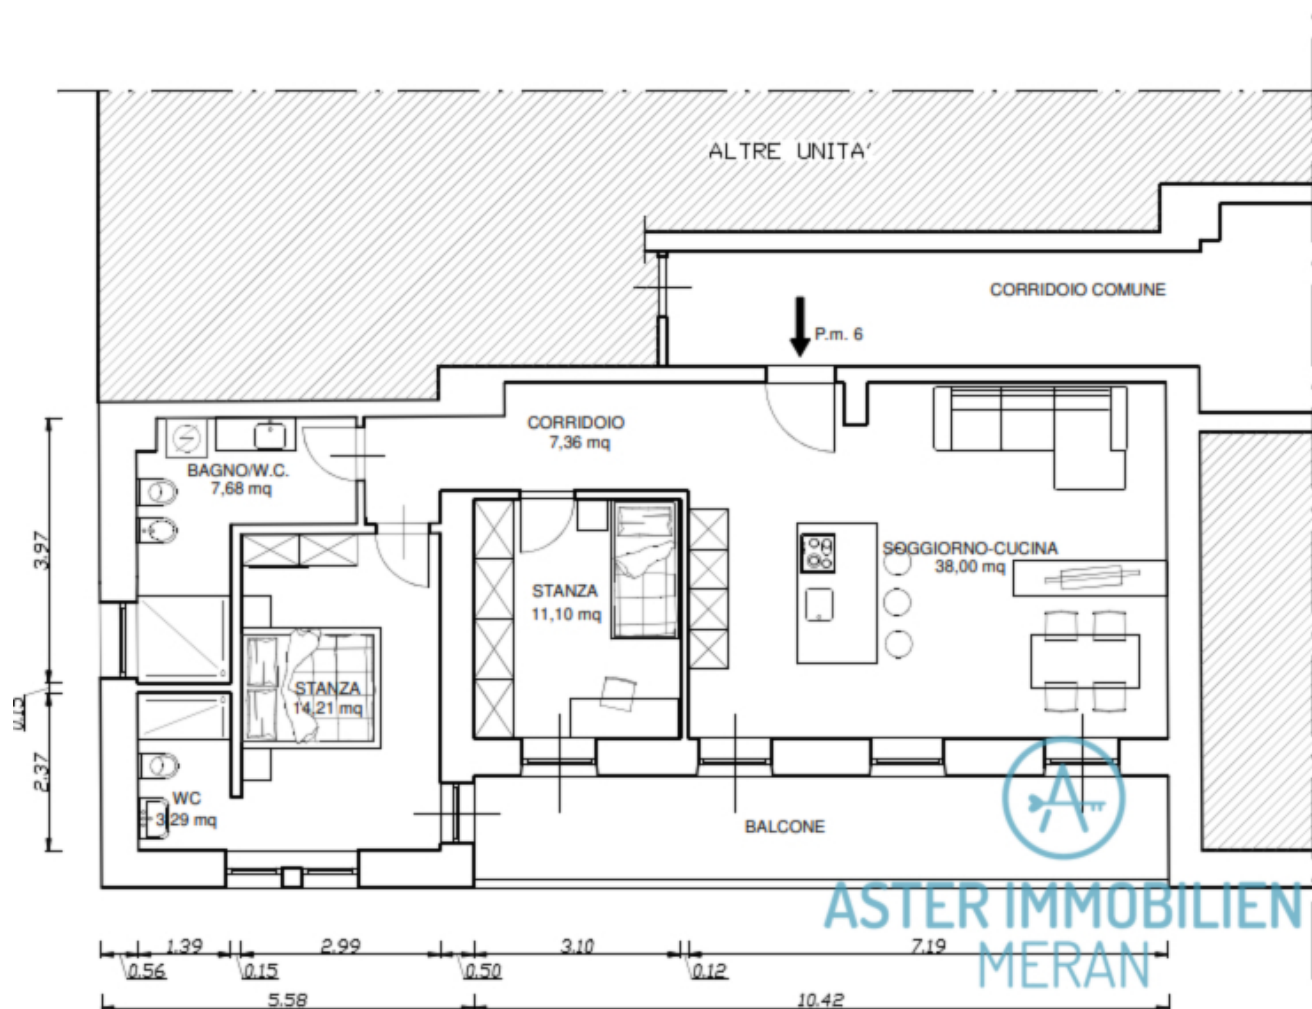 ALTRE UNITA'
CORRIDOIO COMUNE
P.m. 6
CORRIDOIO
7,36 mq
BAGNO/W.C.
7,68 mq
SOGGIORNO-CUCINA
38,00 mq
STANZA
11,10 mq
STANZA
14,21 mq
WC
3,29 mq
BALCONE
3.97
0.15
2.37
ASTER IMMOBILIEN
MERAN
1.39
2.99
3.10
7.19
0.56
0.15
0.50
0.12
5.58
10.42